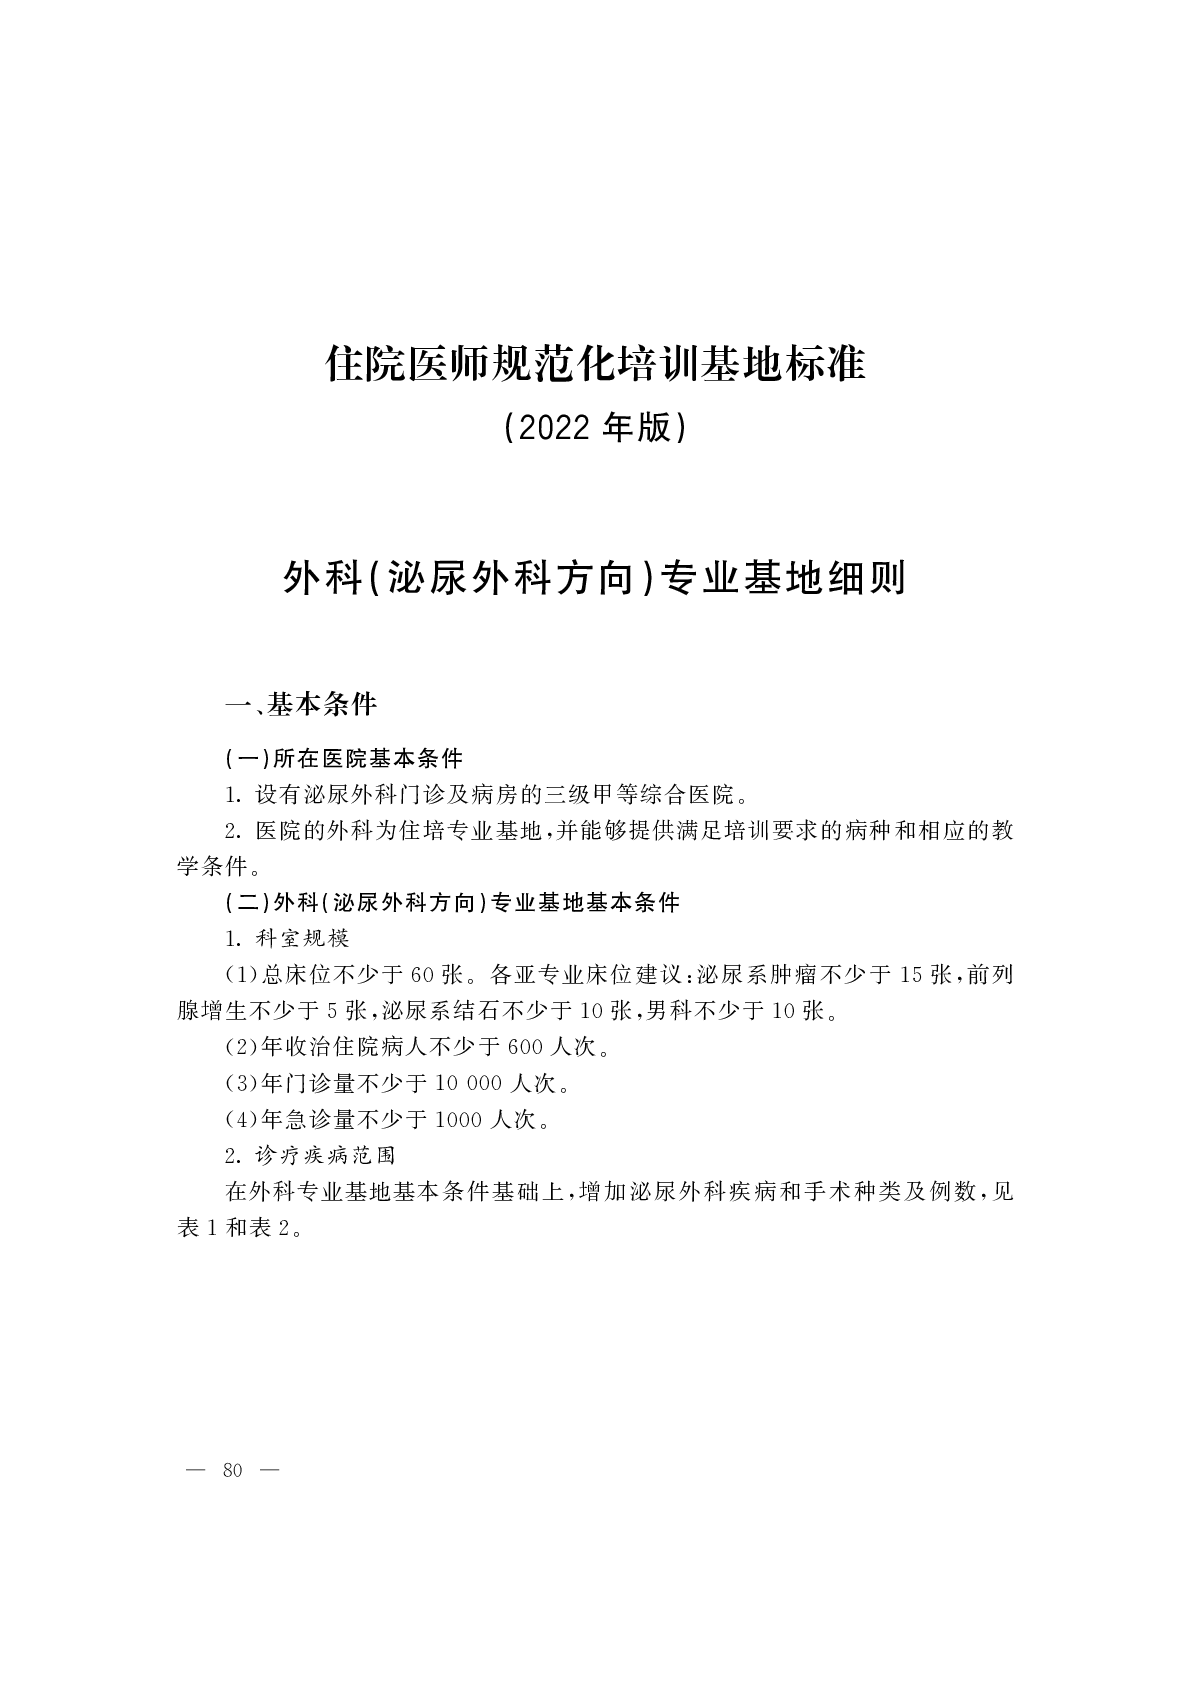 住院医师规范化培训基地标准
(2022 年版)
外科(泌尿外科方向)专业基地细则
一、基本条件
(一)所在医院基本条件
1. 设有泌尿外科门诊及病房的三级甲等综合医院。
2. 医院的外科为住培专业基地,并能够提供满足培训要求的病种和相应的教
学条件。
(二)外科(泌尿外科方向)专业基地基本条件
1. 科室规模
(1)总床位不少于 60 张。各亚专业床位建议:泌尿系肿瘤不少于 15 张,前列
腺增生不少于 5 张,泌尿系结石不少于 10 张,男科不少于 10 张。
(2)年收治住院病人不少于 600 人次。
(3)年门诊量不少于 10 000 人次。
(4)年急诊量不少于 1000 人次。
2. 诊疗疾病范围
在外科专业基地基本条件基础上,增加泌尿外科疾病和手术种类及例数,见
表 1 和表 2。
— 80 —